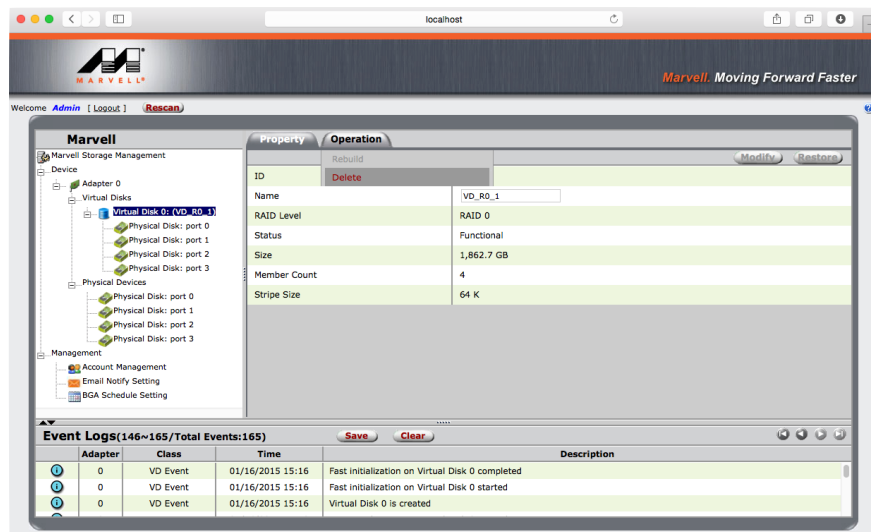 localhost
MARVELL®
Marvell. Moving Forward Faster
Welcome Admin [ Logout ] Rescan
Marvell
Property Operation
Marvell Storage Management
Rebuild
Modify Restore
Device
ID
Delete
Adapter 0
Virtual Disks
Name VD_R0_1
Virtual Disk 0: (VD_R0_1)
RAID Level RAID 0
Physical Disk: port 0
Status Functional
Physical Disk: port 1
Physical Disk: port 2
Size 1,862.7 GB
Physical Disk: port 3
Member Count 4
Physical Devices
Stripe Size 64 K
Physical Disk: port 0
Physical Disk: port 1
Physical Disk: port 2
Physical Disk: port 3
Management
Account Management
Email Notify Setting
BGA Schedule Setting
Event Logs(146~165/Total Events:165) Save Clear
Adapter Class Time Description
0 VD Event 01/16/2015 15:16 Fast initialization on Virtual Disk 0 completed
0 VD Event 01/16/2015 15:16 Fast initialization on Virtual Disk 0 started
0 VD Event 01/16/2015 15:16 Virtual Disk 0 is created